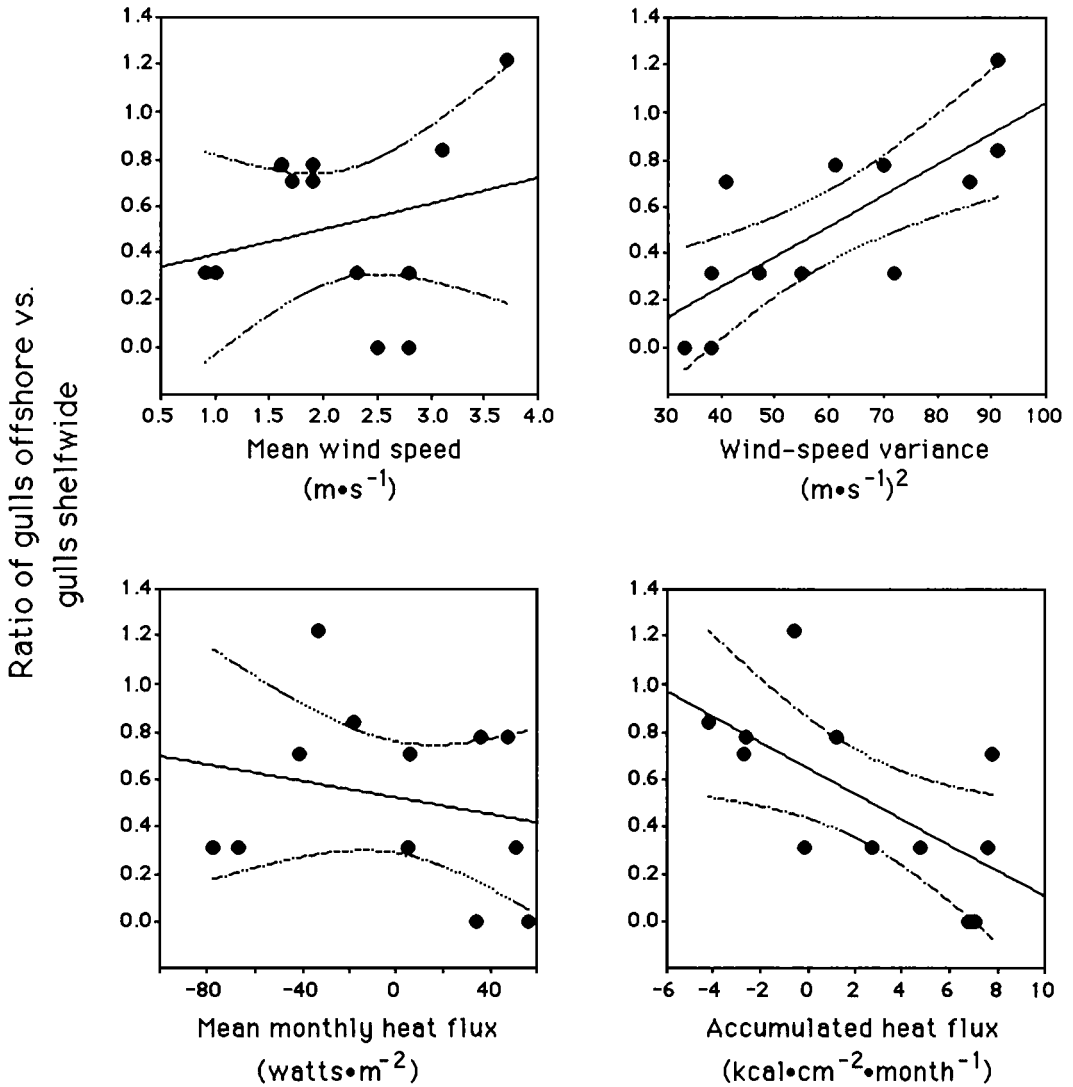 Ratio of gulls offshore vs.
gulls shelfwide
1.4
1.2
1.0
0.8
0.6
0.4
0.2
0.0
0.5 1.0 1.5 2.0 2.5 3.0 3.5 4.0
Mean wind speed
(m•s⁻¹)
1.4
1.2
1.0
0.8
0.6
0.4
0.2
0.0
30 40 50 60 70 80 90 100
Wind-speed variance
(m•s⁻¹)²
1.4
1.2
1.0
0.8
0.6
0.4
0.2
0.0
-80 -40 0 40
Mean monthly heat flux
(watts•m⁻²)
1.4
1.2
1.0
0.8
0.6
0.4
0.2
0.0
-6 -4 -2 0 2 4 6 8 10
Accumulated heat flux
(kcal•cm⁻²•month⁻¹)